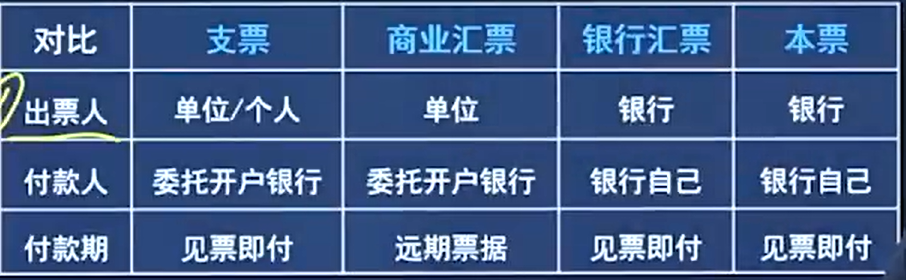 对比 支票 商业汇票 银行汇票 本票
出票人 单位/个人 单位 银行 银行
付款人 委托开户银行 委托开户银行 银行自己 银行自己
付款期 见票即付 远期票据 见票即付 见票即付